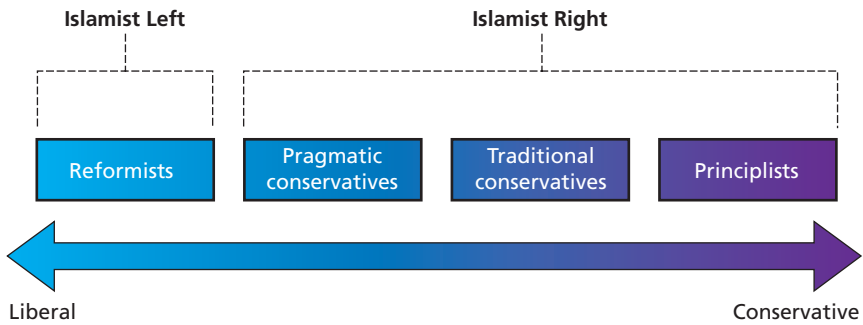 Islamist Left
Islamist Right
Reformists
Pragmatic
conservatives
Traditional
conservatives
Principlists
Liberal
Conservative